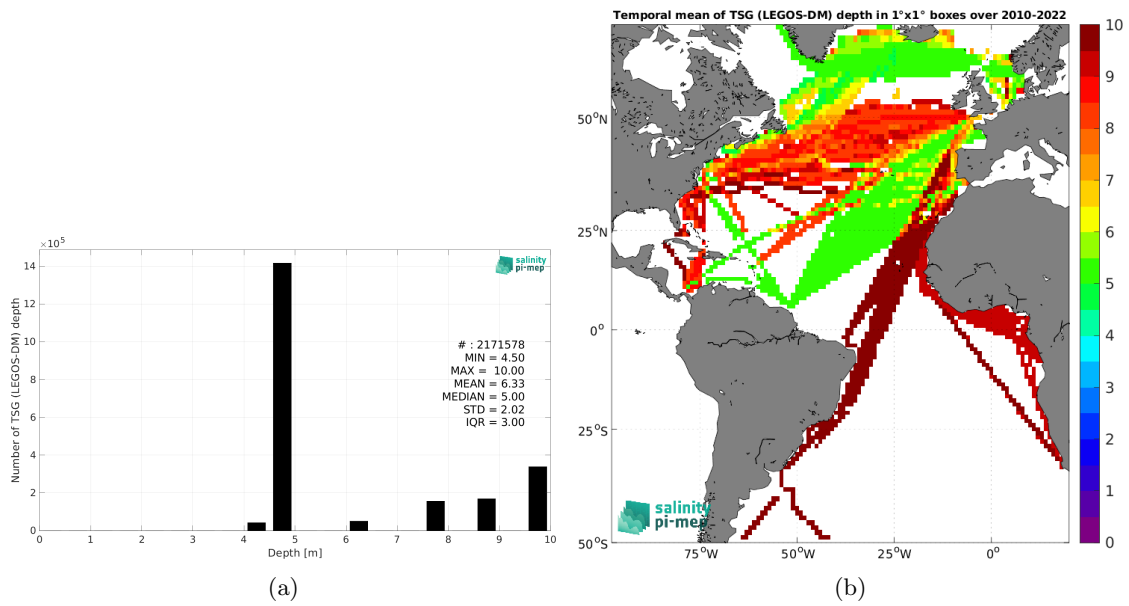 ×10⁵
14
12
10
8
6
4
2
0
Number of TSG (LEGOS-DM) depth
salinity
pi-mep
# : 2171578
MIN = 4.50
MAX = 10.00
MEAN = 6.33
MEDIAN = 5.00
STD = 2.02
IQR = 3.00
0 1 2 3 4 5 6 7 8 9 10
Depth [m]
(a)
Temporal mean of TSG (LEGOS-DM) depth in 1°x1° boxes over 2010-2022
50°N
25°N
0°
25°S
50°S
75°W 50°W 25°W 0°
salinity
pi-mep
10
9
8
7
6
5
4
3
2
1
0
(b)